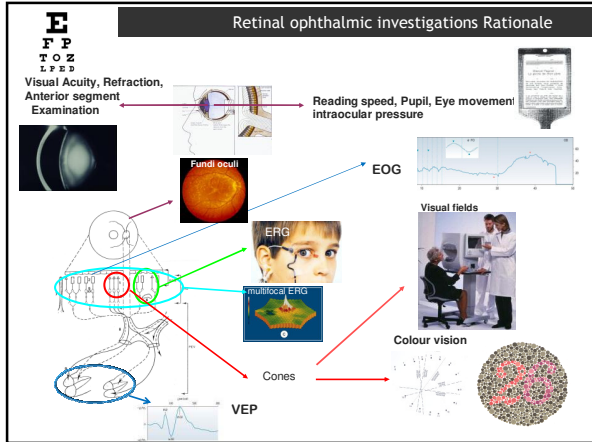 Retinal ophthalmic investigations Rationale
E
F P
T O Z
L P E D
Visual Acuity, Refraction,
Anterior segment
Examination
Reading speed, Pupil, Eye movement
intraocular pressure
Fundi oculi
EOG
Visual fields
ERG
multifocal ERG
Cones
Colour vision
26
VEP